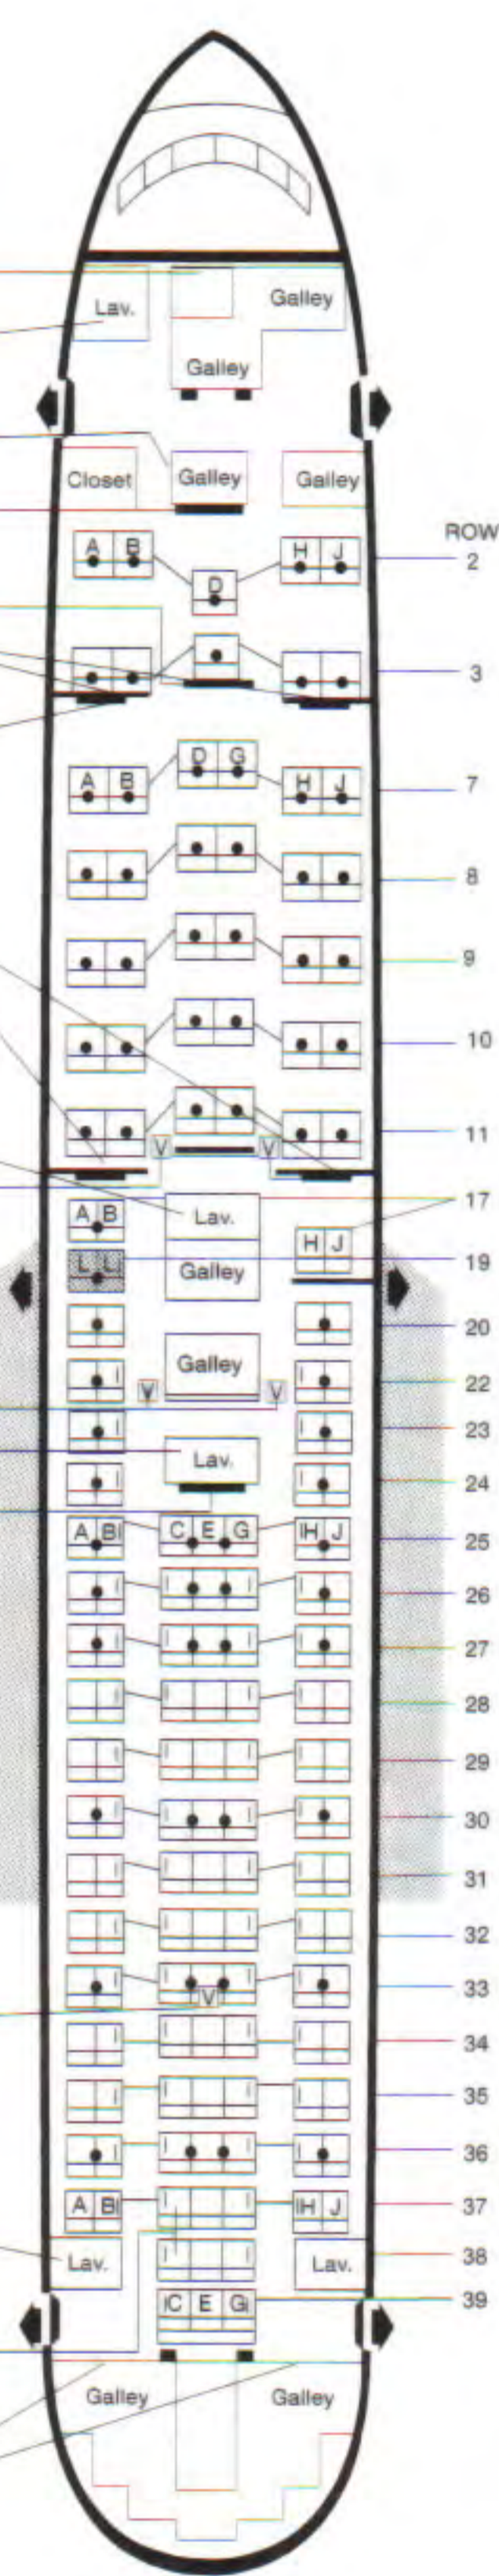 Lav.
Galley
Galley
Closet
Galley
Galley
ROW
A B
H J
2
D
3
D G
A B
H J
7
8
9
10
11
V
V
17
A B
Lav.
H J
L L
Galley
19
20
Galley
22
V
V
23
Lav.
24
A B
C E G
H J
25
26
27
28
29
30
31
32
33
V
34
35
36
A B
H J
37
Lav.
Lav.
38
C E G
39
Galley
Galley